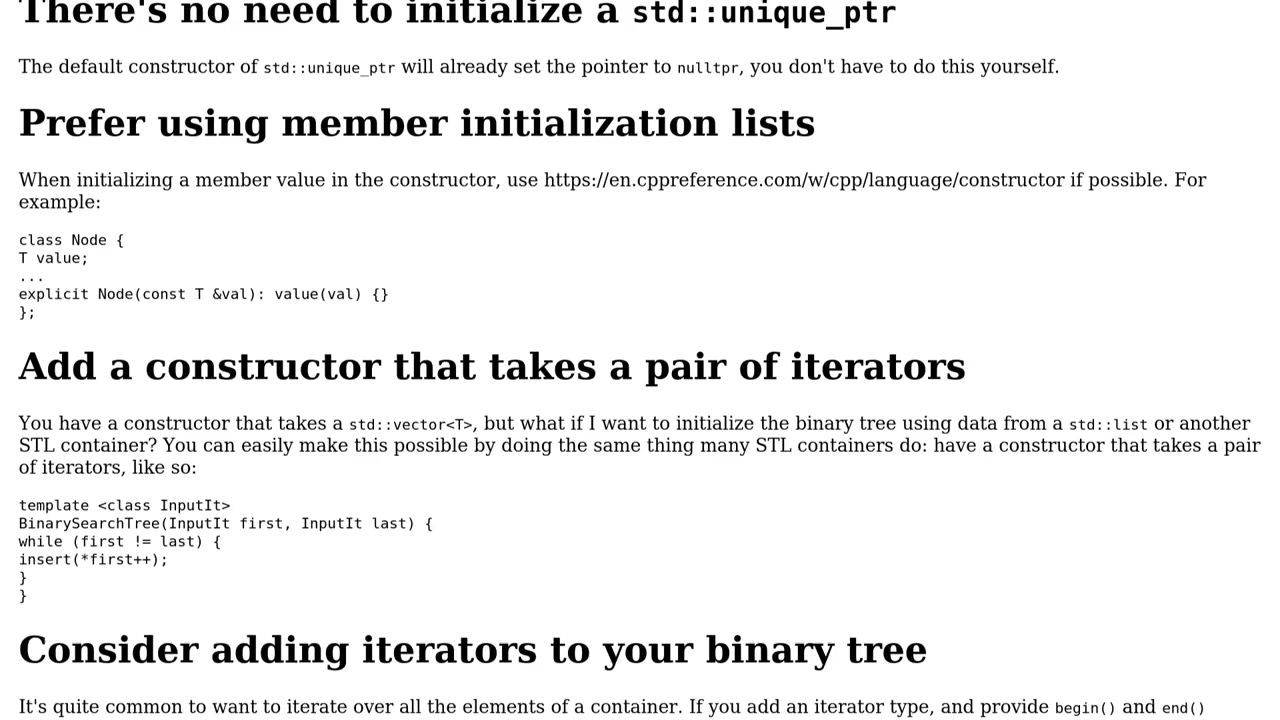 There's no need to initialize a std::unique_ptr
The default constructor of std::unique_ptr will already set the pointer to nulltpr, you don't have to do this yourself.
Prefer using member initialization lists
When initializing a member value in the constructor, use https://en.cppreference.com/w/cpp/language/constructor if possible. For
example:
class Node {
T value;
...
explicit Node(const T &val): value(val) {}
};
Add a constructor that takes a pair of iterators
You have a constructor that takes a std::vector<T>, but what if I want to initialize the binary tree using data from a std::list or another
STL container? You can easily make this possible by doing the same thing many STL containers do: have a constructor that takes a pair
of iterators, like so:
template <class InputIt>
BinarySearchTree(InputIt first, InputIt last) {
while (first != last) {
insert(*first++);
}
}
Consider adding iterators to your binary tree
It's quite common to want to iterate over all the elements of a container. If you add an iterator type, and provide begin() and end()